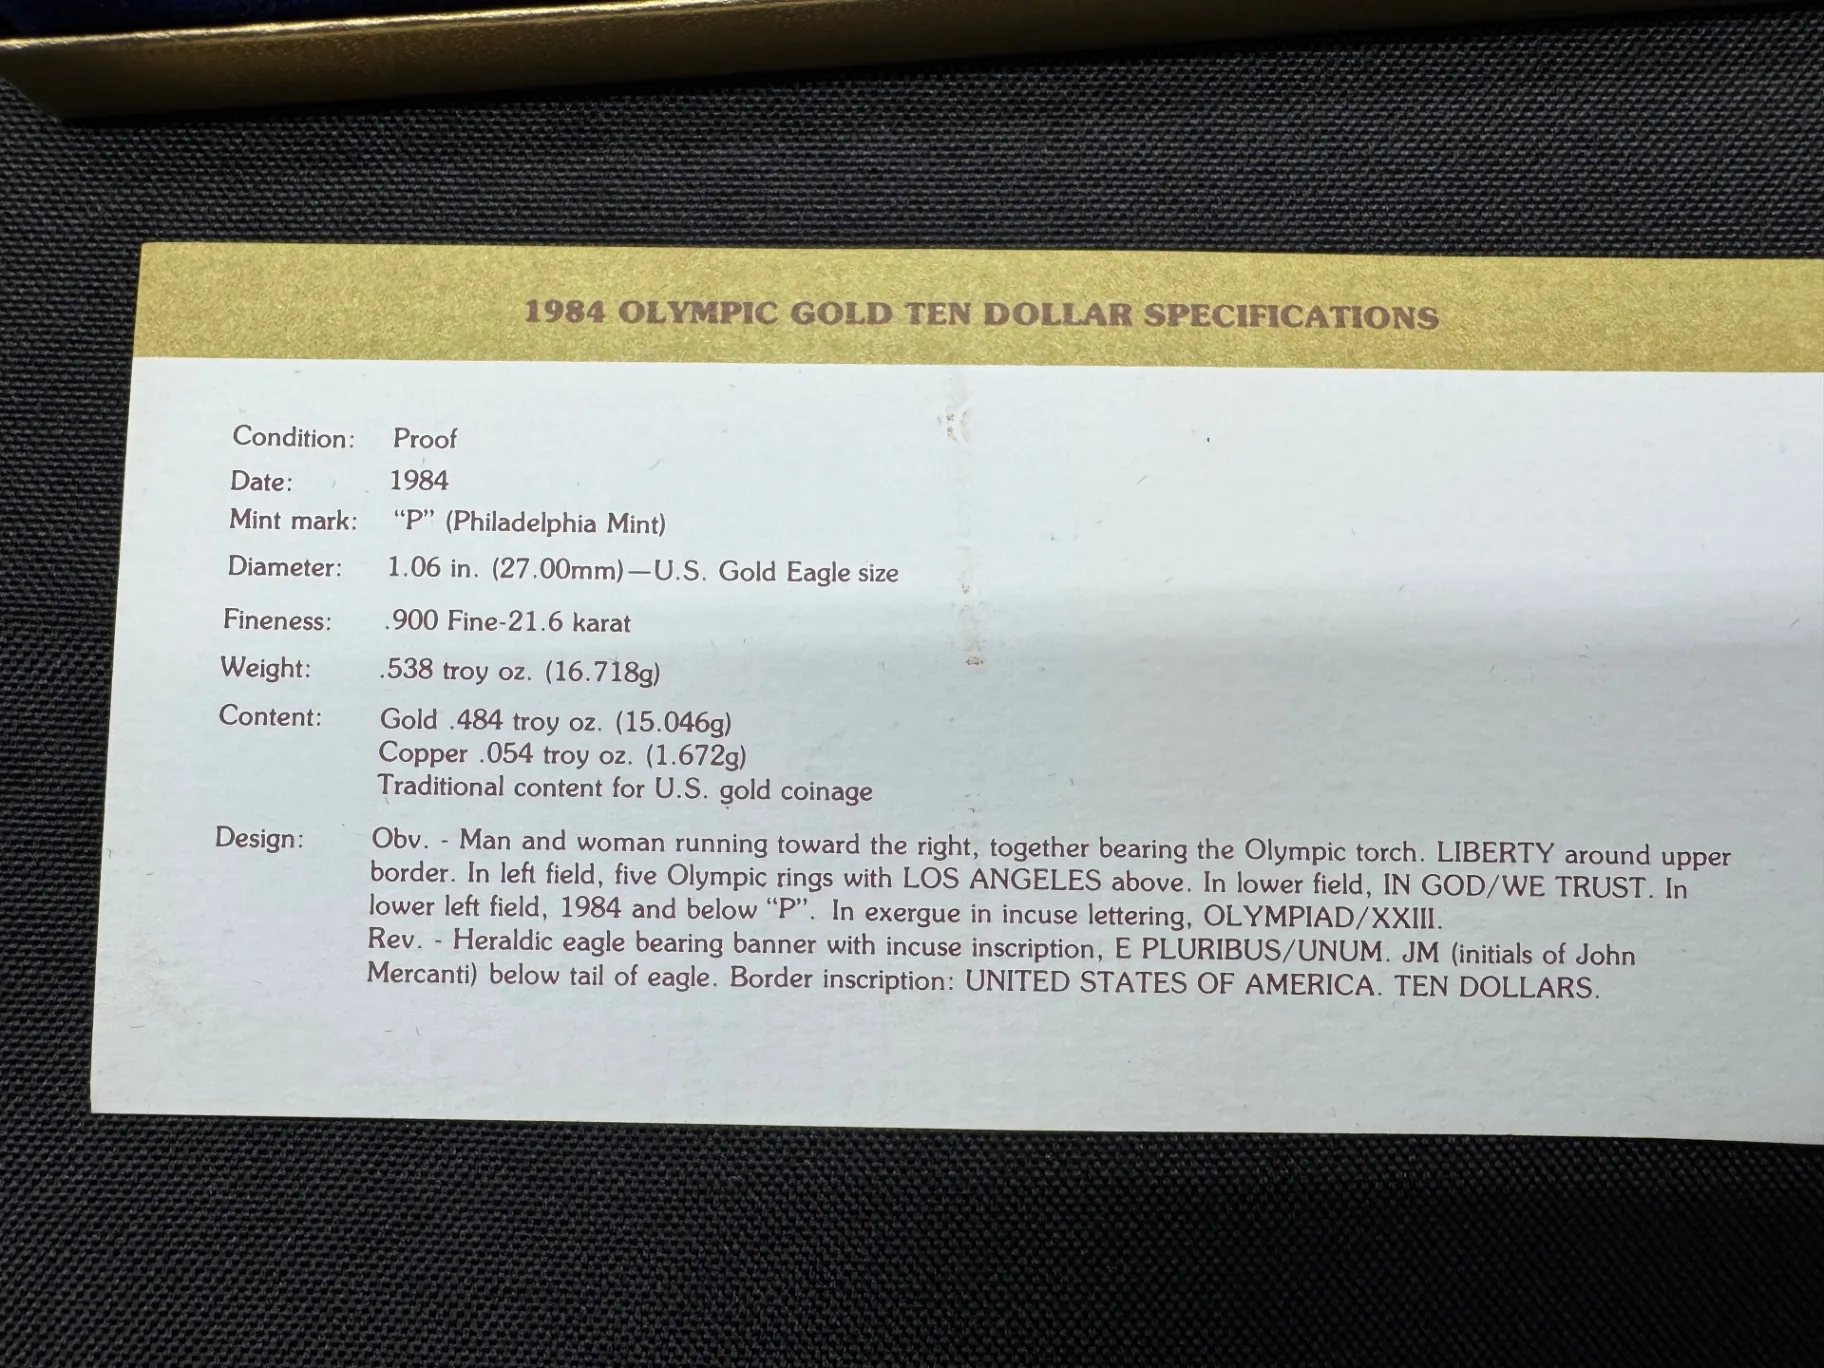 1984 OLYMPIC GOLD TEN DOLLAR SPECIFICATIONS
Condition: Proof
Date: 1984
Mint mark: “P” (Philadelphia Mint)
Diameter: 1.06 in. (27.00mm)—U.S. Gold Eagle size
Fineness: .900 Fine-21.6 karat
Weight: .538 troy oz. (16.718g)
Content: Gold .484 troy oz. (15.046g)
Copper .054 troy oz. (1.672g)
Traditional content for U.S. gold coinage
Design: Obv. - Man and woman running toward the right, together bearing the Olympic torch. LIBERTY around upper
border. In left field, five Olympic rings with LOS ANGELES above. In lower field, IN GOD/WE TRUST. In
lower left field, 1984 and below “P”. In exergue in incuse lettering, OLYMPIAD/XXIII.
Rev. - Heraldic eagle bearing banner with incuse inscription, E PLURIBUS/UNUM. JM (initials of John
Mercanti) below tail of eagle. Border inscription: UNITED STATES OF AMERICA. TEN DOLLARS.